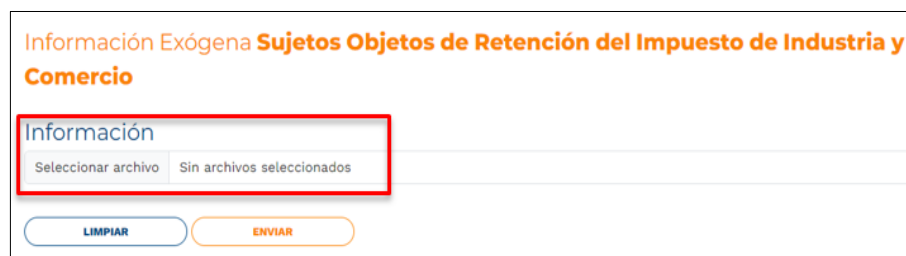 Información Exógena Sujetos Objetos de Retención del Impuesto de Industria y
Comercio
Información
Seleccionar archivo Sin archivos seleccionados
LIMPIAR ENVIAR